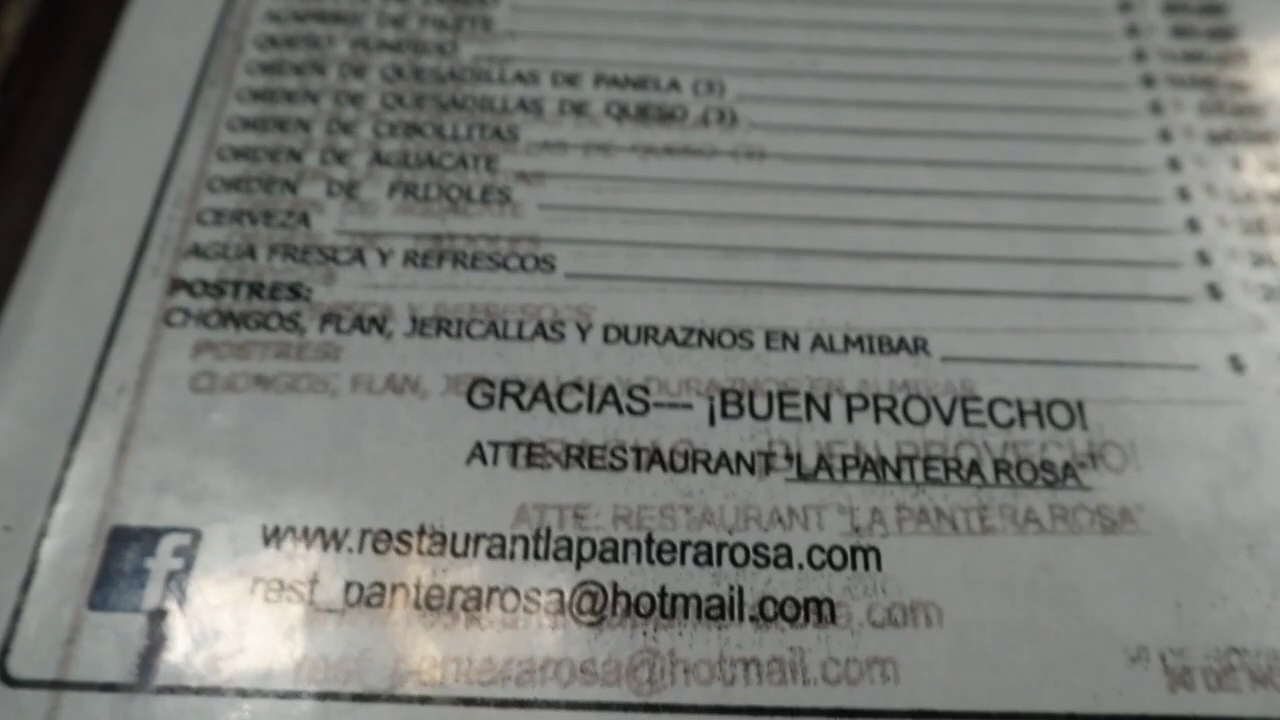 QUESO FUNDIDO
ORDEN DE QUESADILLAS DE PANELA (3)
ORDEN DE QUESADILLAS DE QUESO (3)
ORDEN DE CEBOLLITAS
ORDEN DE AGUACATE
ORDEN DE FRIJOLES
CERVEZA $
AGUA FRESCA Y REFRESCOS $
POSTRES:
CHONGOS, FLAN, JERICALLAS Y DURAZNOS EN ALMIBAR $
GRACIAS--- ¡BUEN PROVECHO!
ATTE: RESTAURANT "LA PANTERA ROSA"
www.restaurantlapanterarosa.com
rest_panterarosa@hotmail.com